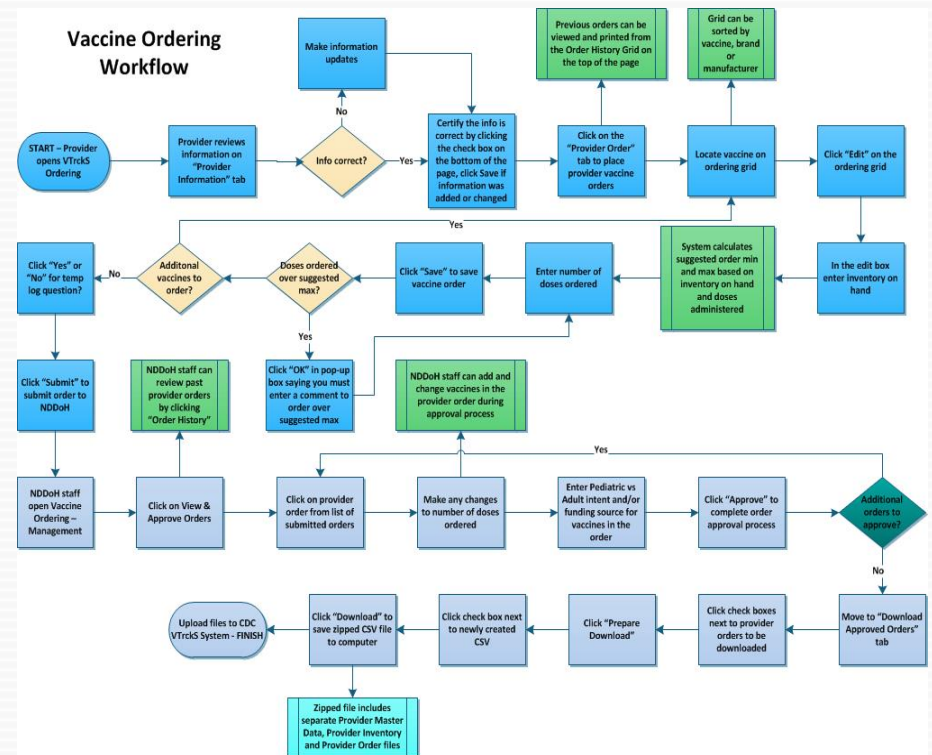 Vaccine Ordering
Workflow
Make information
updates
Previous orders can be
viewed and printed from
the Order History Grid on
the top of the page
Grid can be
sorted by
vaccine, brand
or
manufacturer
No
START – Provider
opens VTrckS
Ordering
Provider reviews
information on
"Provider
Information" tab
Info correct?
Yes
Certify the info is
correct by clicking
the check box on
the bottom of the
page, click Save if
information was
added or changed
Click on the
"Provider Order"
tab to place
provider vaccine
orders
Locate vaccine on
ordering grid
Click "Edit" on the
ordering grid
Yes
Click "Yes" or
"No" for temp
log question?
No
Additonal
vaccines to
order?
Doses ordered
over suggested
max?
Click "Save" to save
vaccine order
Enter number of
doses ordered
System calculates
suggested order min
and max based on
inventory on hand
and doses
administered
In the edit box
enter inventory on
hand
Yes
Click "Submit" to
submit order to
NDDoH
NDDoH staff can
review past
provider orders
by clicking
"Order History"
Click "OK" in pop-up
box saying you must
enter a comment to
order over
suggested max
NDDoH staff can add and
change vaccines in the
provider order during
approval process
Yes
NDDoH staff
open Vaccine
Ordering –
Management
Click on View &
Approve Orders
Click on provider
order from list of
submitted orders
Make any changes
to number of doses
ordered
Enter Pediatric vs
Adult intent and/or
funding source for
vaccines in the
order
Click "Approve" to
complete order
approval process
Additional
orders to
approve?
No
Upload files to CDC
VTrckS System - FINISH
Click "Download" to
save zipped CSV file
to computer
Click check box next
to newly created
CSV
Click "Prepare
Download"
Click check boxes
next to provider
orders to be
downloaded
Move to "Download
Approved Orders"
tab
Zipped file includes
separate Provider Master
Data, Provider Inventory
and Provider Order files